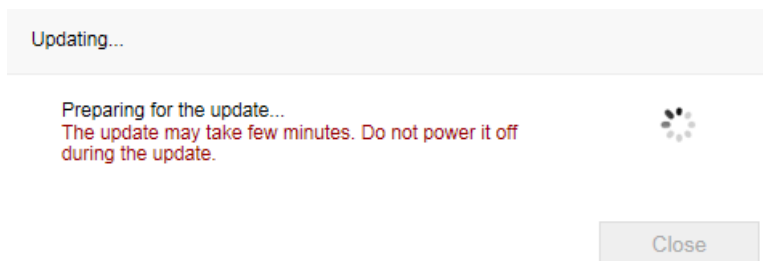 Updating...
Preparing for the update...
The update may take few minutes. Do not power it off
during the update.
Close